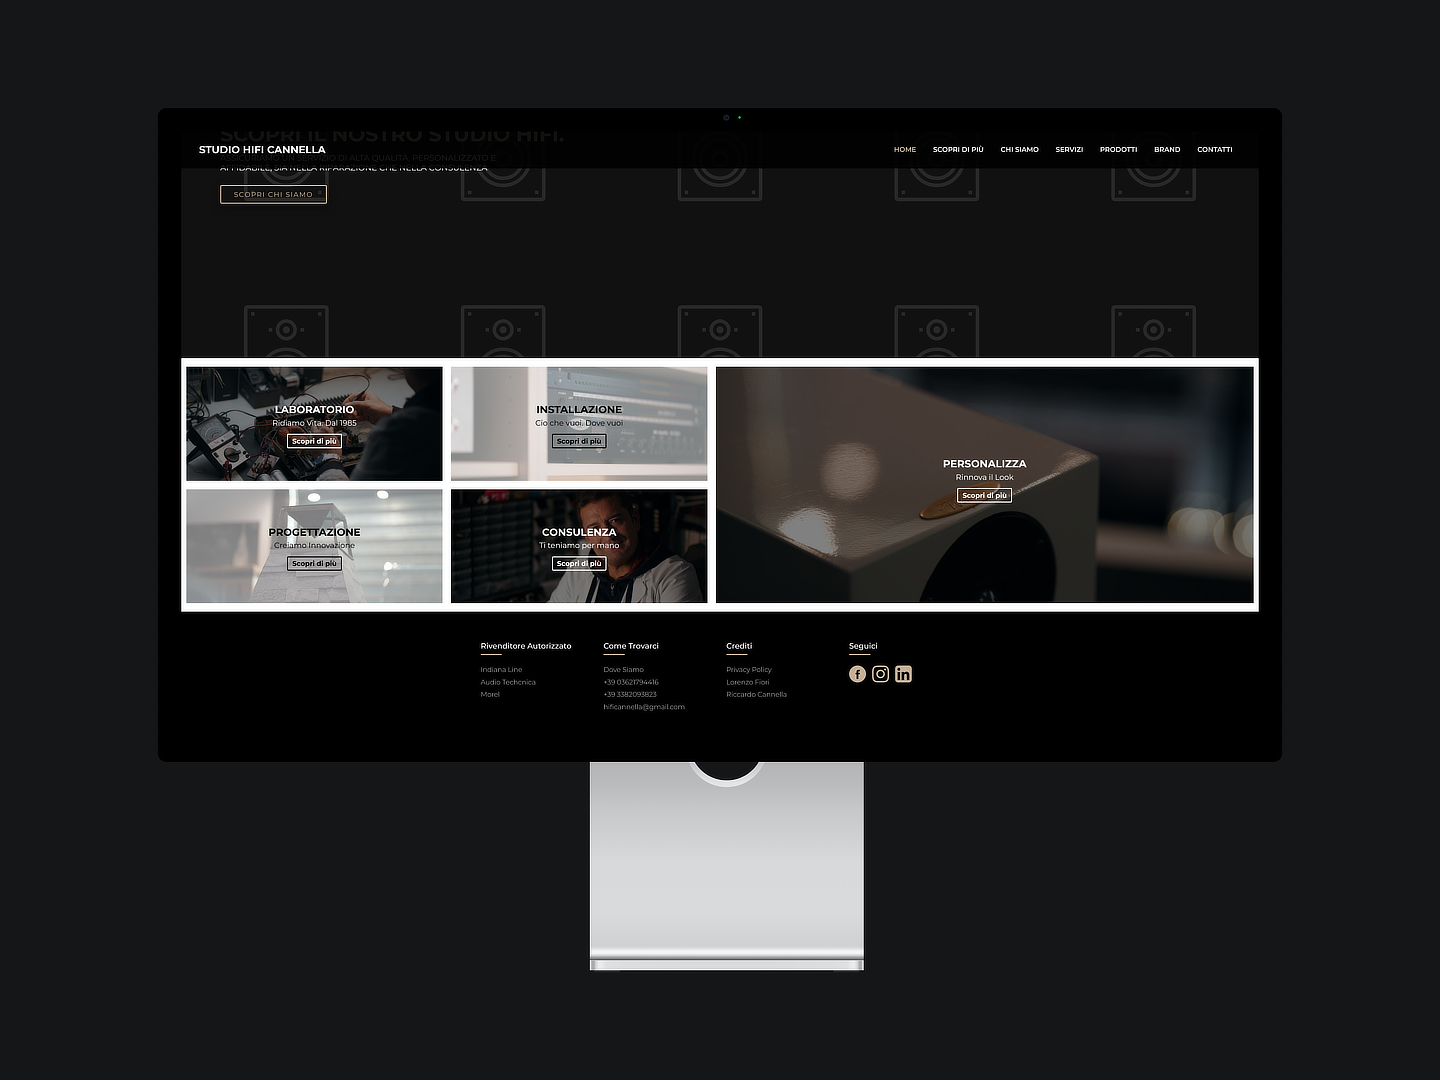 SCOPRI IL NOSTRO STUDIO HIFI.
STUDIO HIFI CANNELLA
HOME SCOPRI DI PIÙ CHI SIAMO SERVIZI PRODOTTI BRAND CONTATTI
ASSICURIAMO UN SERVIZIO DI ALTA QUALITÀ, PERSONALIZZATO E
AFFIDABILE, SIA NELLA RIPARAZIONE CHE NELLA CONSULENZA
SCOPRI CHI SIAMO
LABORATORIO
Ridiamo Vita. Dal 1985
Scopri di più
INSTALLAZIONE
Ciò che vuoi. Dove vuoi
Scopri di più
PERSONALIZZA
Rinnova il Look
Scopri di più
PROGETTAZIONE
Creiamo Innovazione
Scopri di più
CONSULENZA
Ti teniamo per mano
Scopri di più
Rivenditore Autorizzato
Indiana Line
Audio Techcnica
Morel
Come Trovarci
Dove Siamo
+39 03621794416
+39 3382093823
hificannella@gmail.com
Crediti
Privacy Policy
Lorenzo Fiori
Riccardo Cannella
Seguici